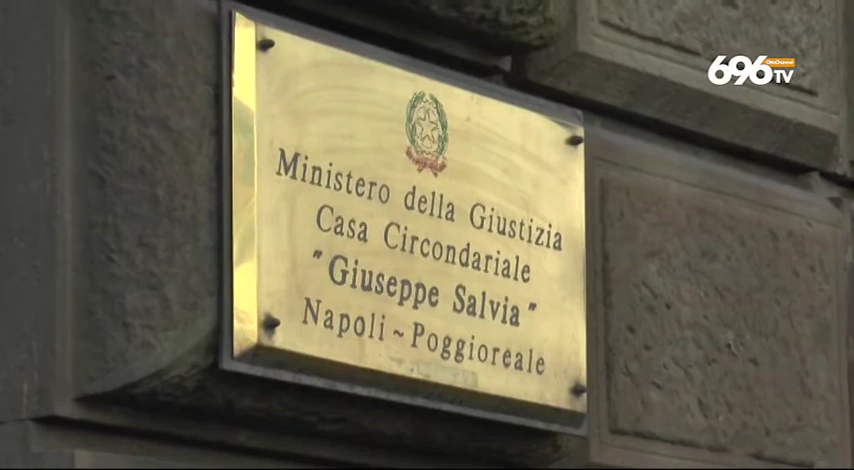 696 TV
Ministero della Giustizia
Casa Circondariale
"Giuseppe Salvia"
Napoli ~ Poggioreale